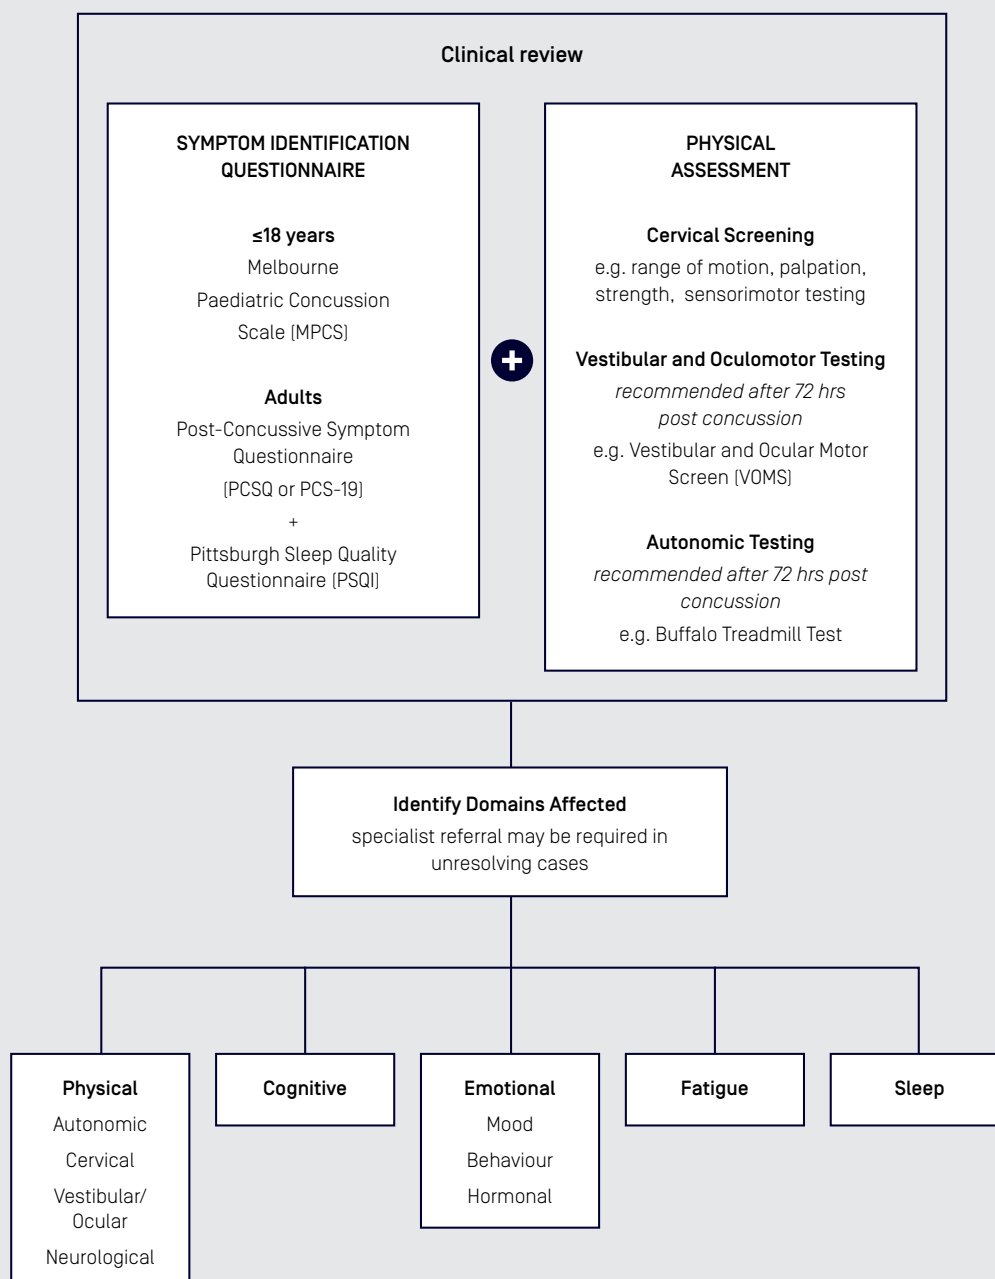 Clinical review
SYMPTOM IDENTIFICATION
QUESTIONNAIRE
≤18 years
Melbourne
Paediatric Concussion
Scale (MPCS)
Adults
Post-Concussive Symptom
Questionnaire
(PCSQ or PCS-19)
+
Pittsburgh Sleep Quality
Questionnaire (PSQI)
+
PHYSICAL
ASSESSMENT
Cervical Screening
e.g. range of motion, palpation,
strength, sensorimotor testing
Vestibular and Oculomotor Testing
recommended after 72 hrs
post concussion
e.g. Vestibular and Ocular Motor
Screen (VOMS)
Autonomic Testing
recommended after 72 hrs post
concussion
e.g. Buffalo Treadmill Test
Identify Domains Affected
specialist referral may be required in
unresolving cases
Physical
Autonomic
Cervical
Vestibular/
Ocular
Neurological
Cognitive
Emotional
Mood
Behaviour
Hormonal
Fatigue
Sleep